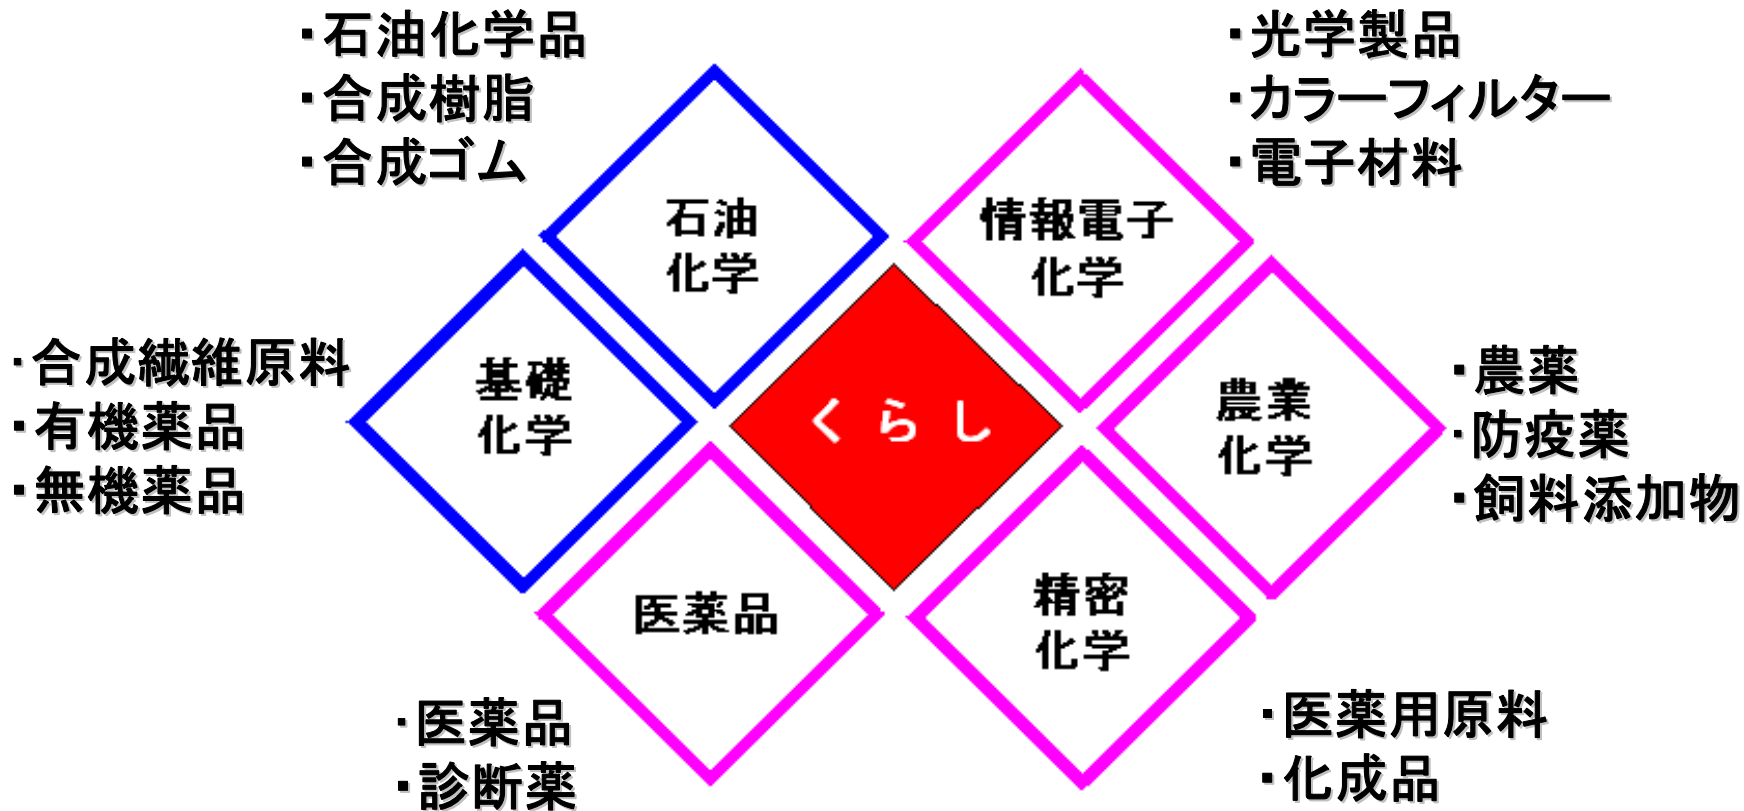 ・石油化学品
・合成樹脂
・合成ゴム
・光学製品
・カラーフィルター
・電子材料
石油
化学
情報電子
化学
・合成繊維原料
・有機薬品
・無機薬品
基礎
化学
くらし
農業
化学
・農薬
・防疫薬
・飼料添加物
医薬品
精密
化学
・医薬品
・診断薬
・医薬用原料
・化成品